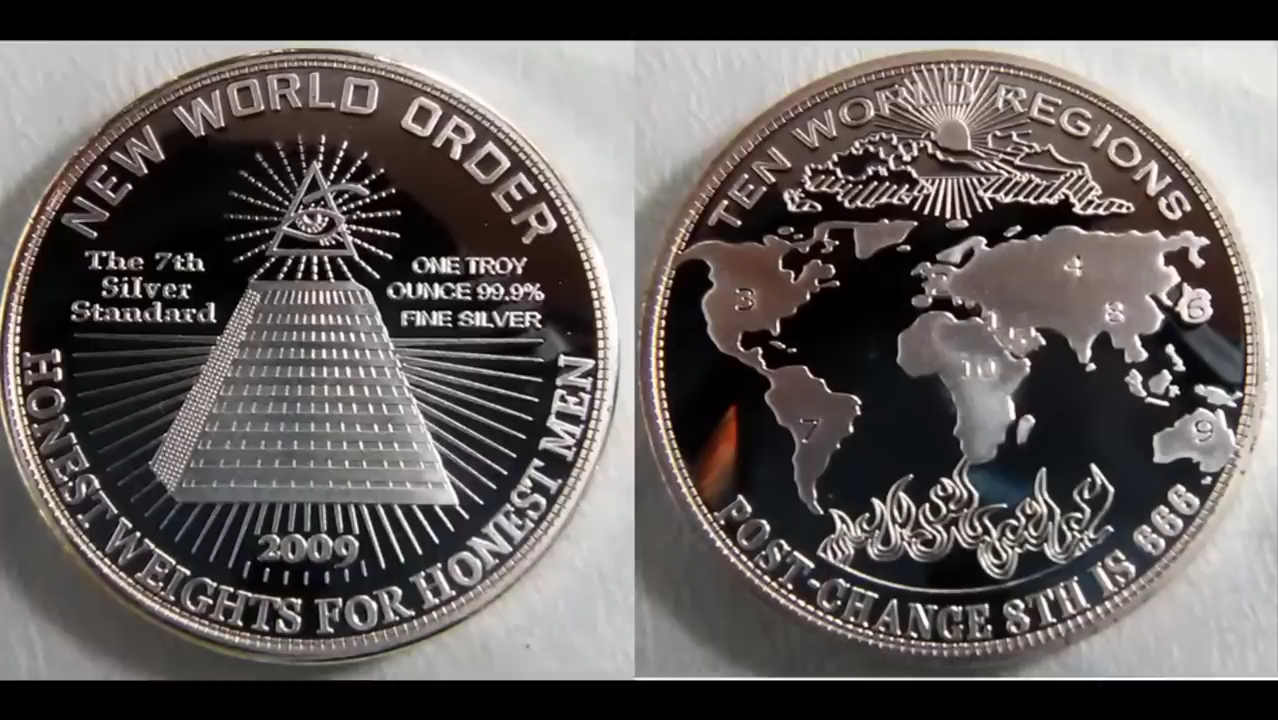 NEW WORLD ORDER
The 7th
Silver
Standard
ONE TROY
OUNCE 99.9%
FINE SILVER
2009
HONEST WEIGHTS FOR HONEST MEN
TEN WORLD REGIONS
3
4
6
8
10
7
9
POST-CHANGE 8TH IS 666